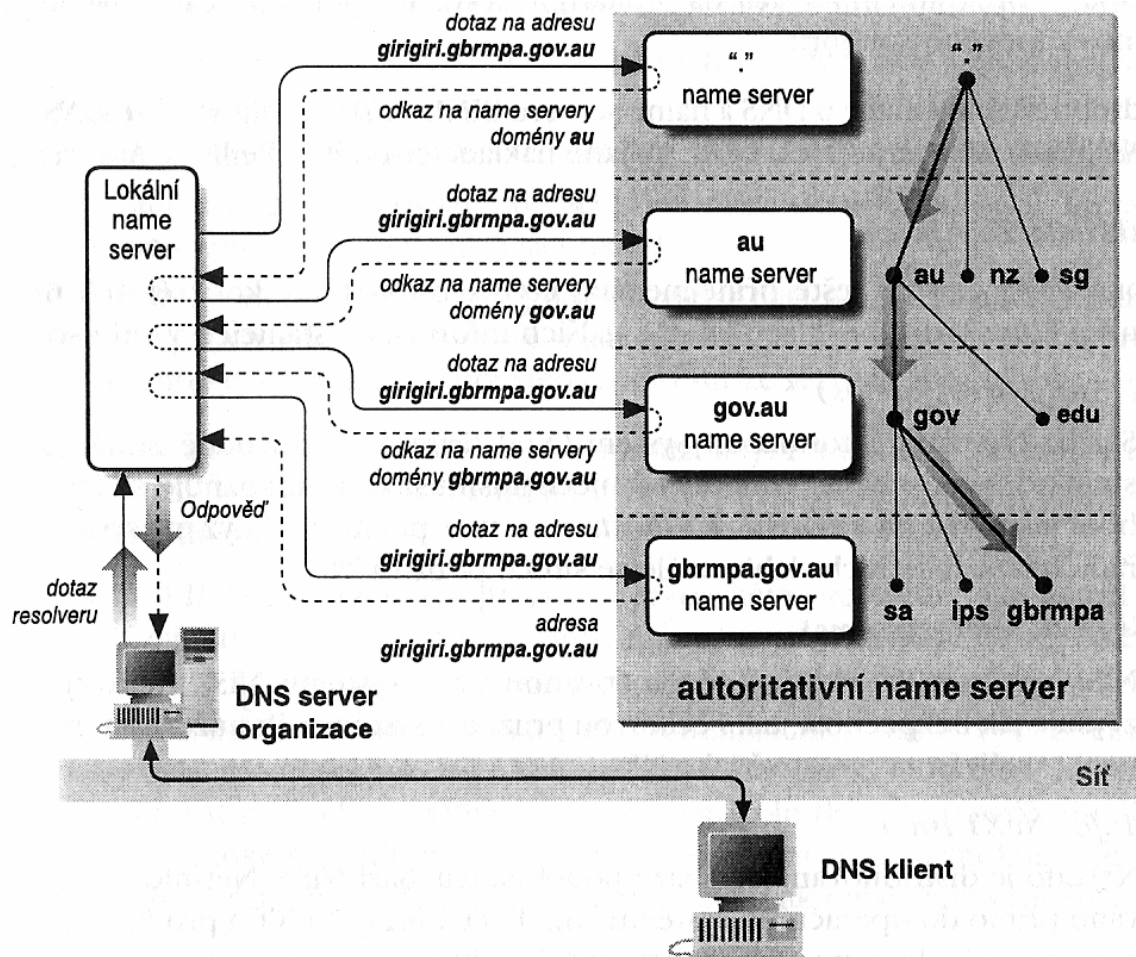 dotaz na adresu
girigiri.gbrmpa.gov.au
“.”
name server
“.”
odkaz na name servery
domény au
Lokální
name
server
dotaz na adresu
girigiri.gbrmpa.gov.au
au
name server
au
nz
sg
odkaz na name servery
domény gov.au
dotaz na adresu
girigiri.gbrmpa.gov.au
gov.au
name server
gov
edu
odkaz na name servery
domény gbrmpa.gov.au
Odpověď
dotaz na adresu
girigiri.gbrmpa.gov.au
gbrmpa.gov.au
name server
sa
ips
gbrmpa
dotaz
resolveru
adresa
girigiri.gbrmpa.gov.au
autoritativní name server
DNS server
organizace
Síť
DNS klient